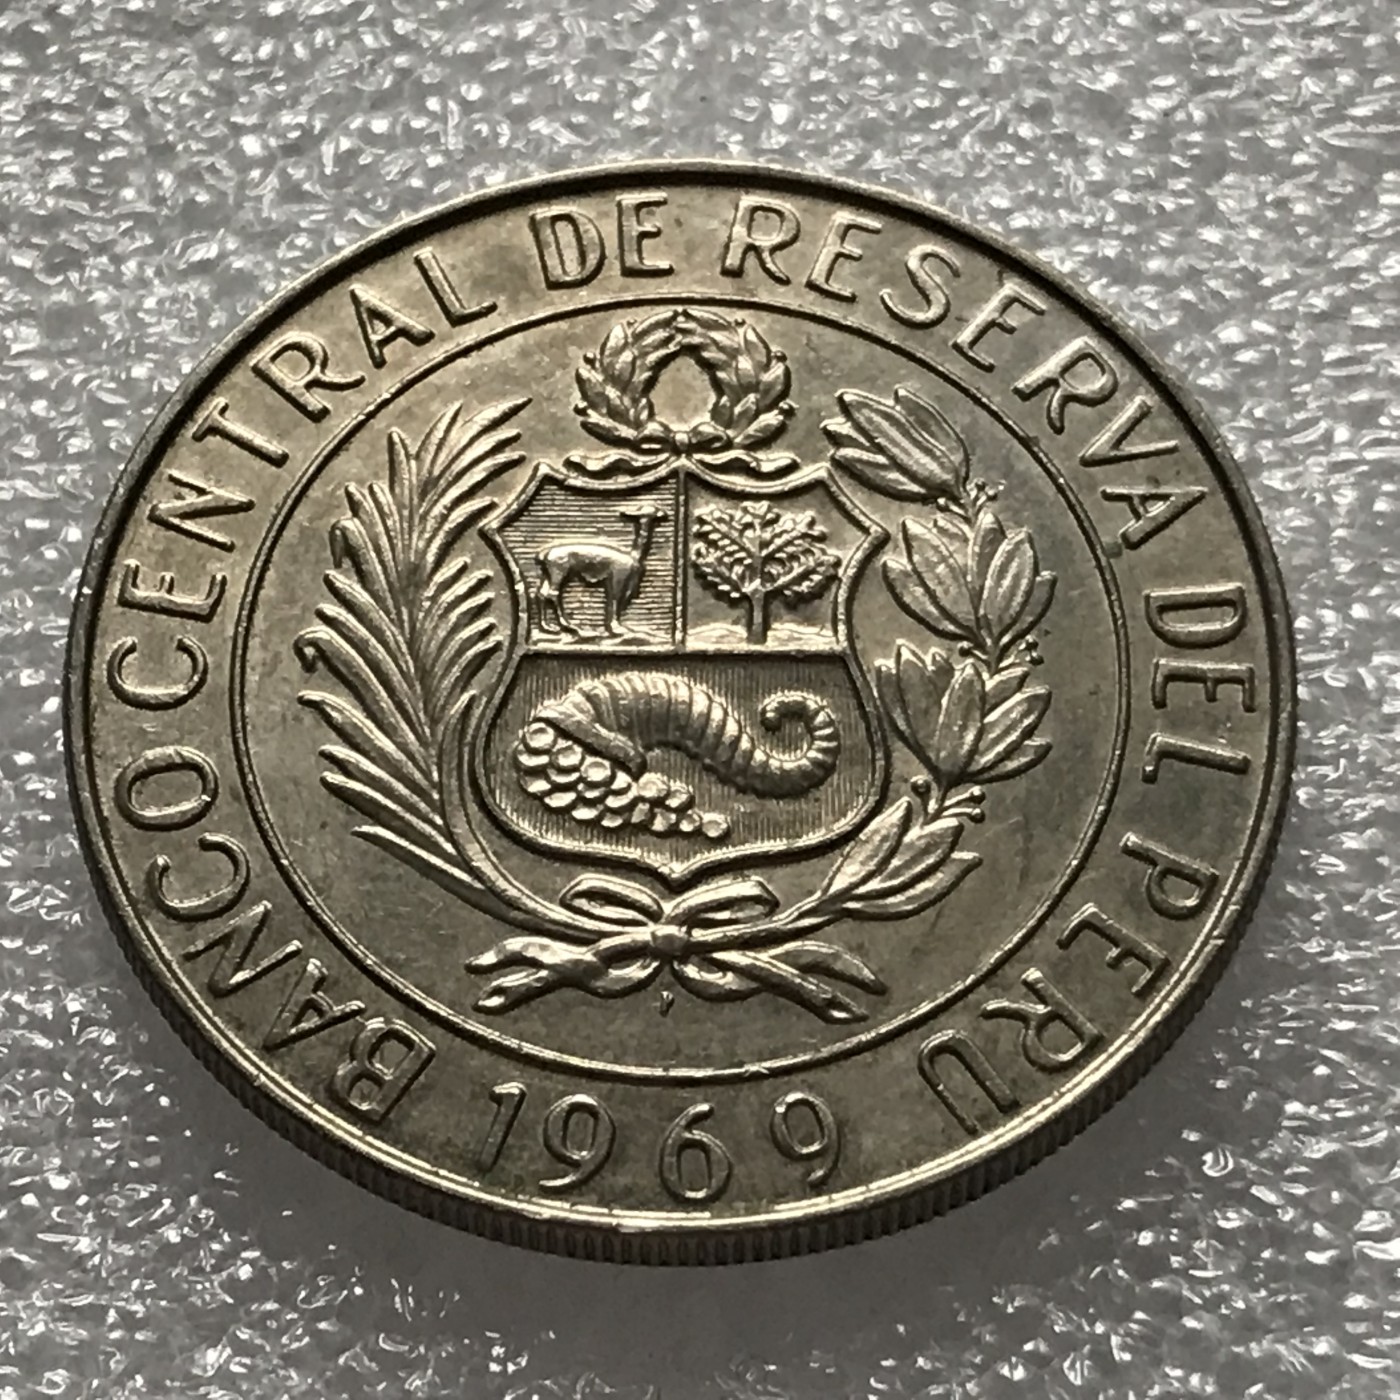 BANCO CENTRAL DE RESERVA DEL PERU
1969